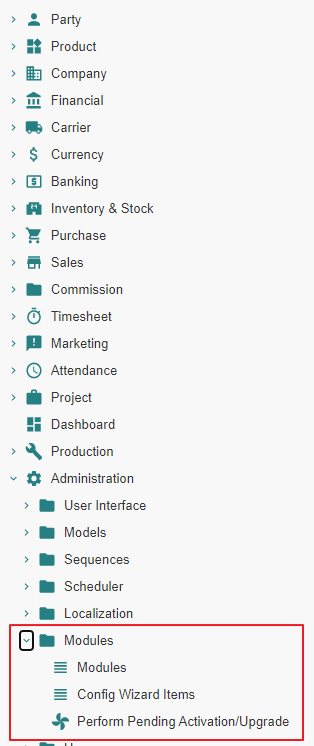 Party
Product
Company
Financial
Carrier
Currency
Banking
Inventory & Stock
Purchase
Sales
Commission
Timesheet
Marketing
Attendance
Project
Dashboard
Production
Administration
User Interface
Models
Sequences
Scheduler
Localization
Modules
Modules
Config Wizard Items
Perform Pending Activation/Upgrade